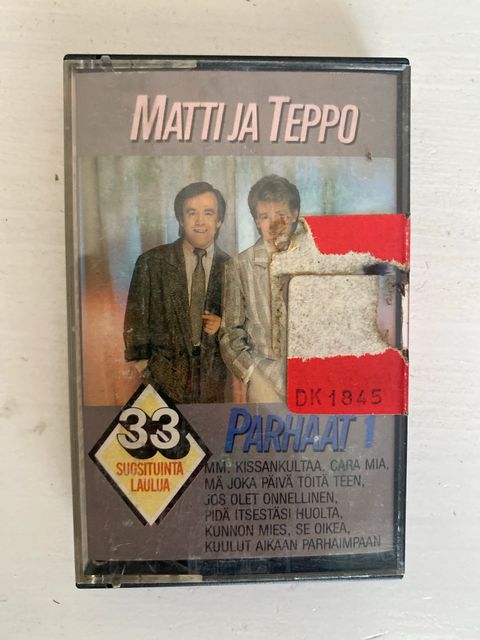 MATTI JA TEPPO
DK 1845
33
SUOSITUINTA
LAULUA
PARHAAT 1
MM. KISSANKULTAA, CARA MIA,
MÄ JOKA PÄIVÄ TÖITÄ TEEN,
JOS OLET ONNELLINEN,
PIDÄ ITSESTÄSI HUOLTA,
KUNNON MIES, SE OIKEA,
KUULUT AIKAAN PARHAIMPAAN